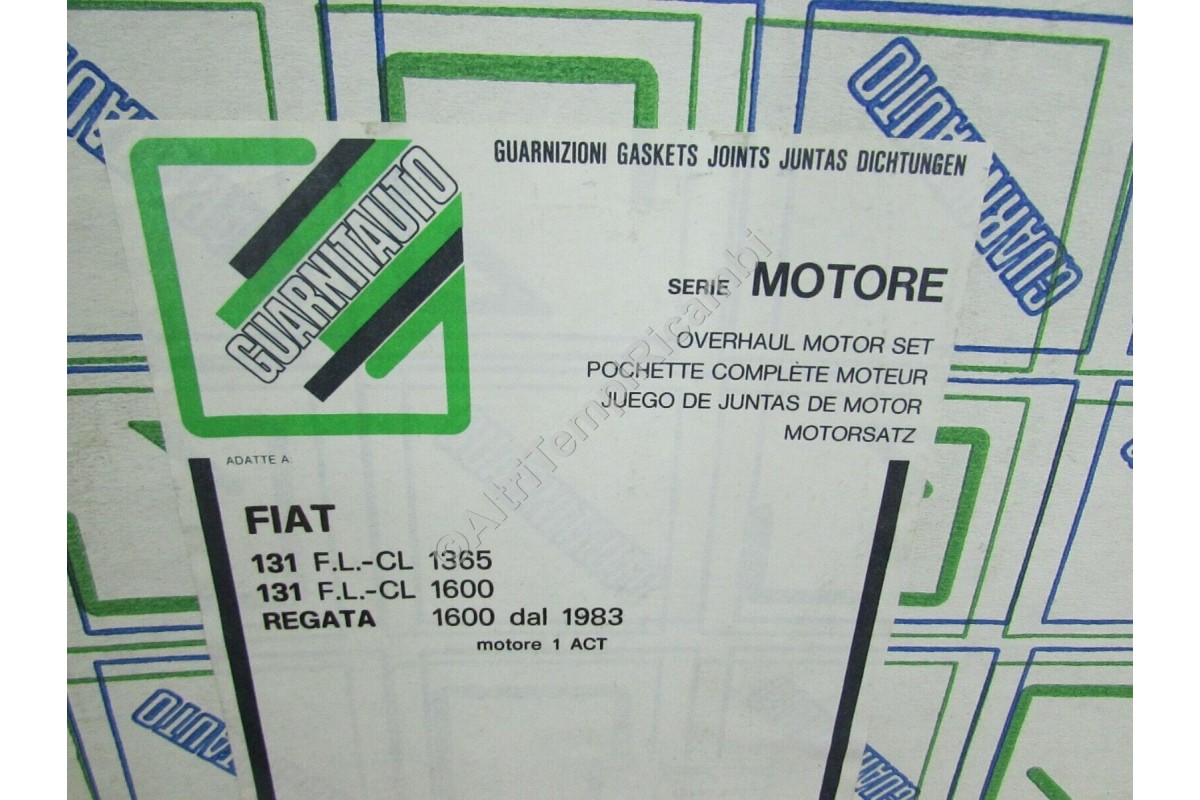 GUARNITAUTO
GUARNIZIONI GASKETS JOINTS JUNTAS DICHTUNGEN
SERIE MOTORE
OVERHAUL MOTOR SET
POCHETTE COMPLÈTE MOTEUR
JUEGO DE JUNTAS DE MOTOR
MOTORSATZ
ADATTE A:
FIAT
131 F.L.-CL 1365
131 F.L.-CL 1600
REGATA 1600 dal 1983
motore 1 ACT
©AltriTempiRicambi